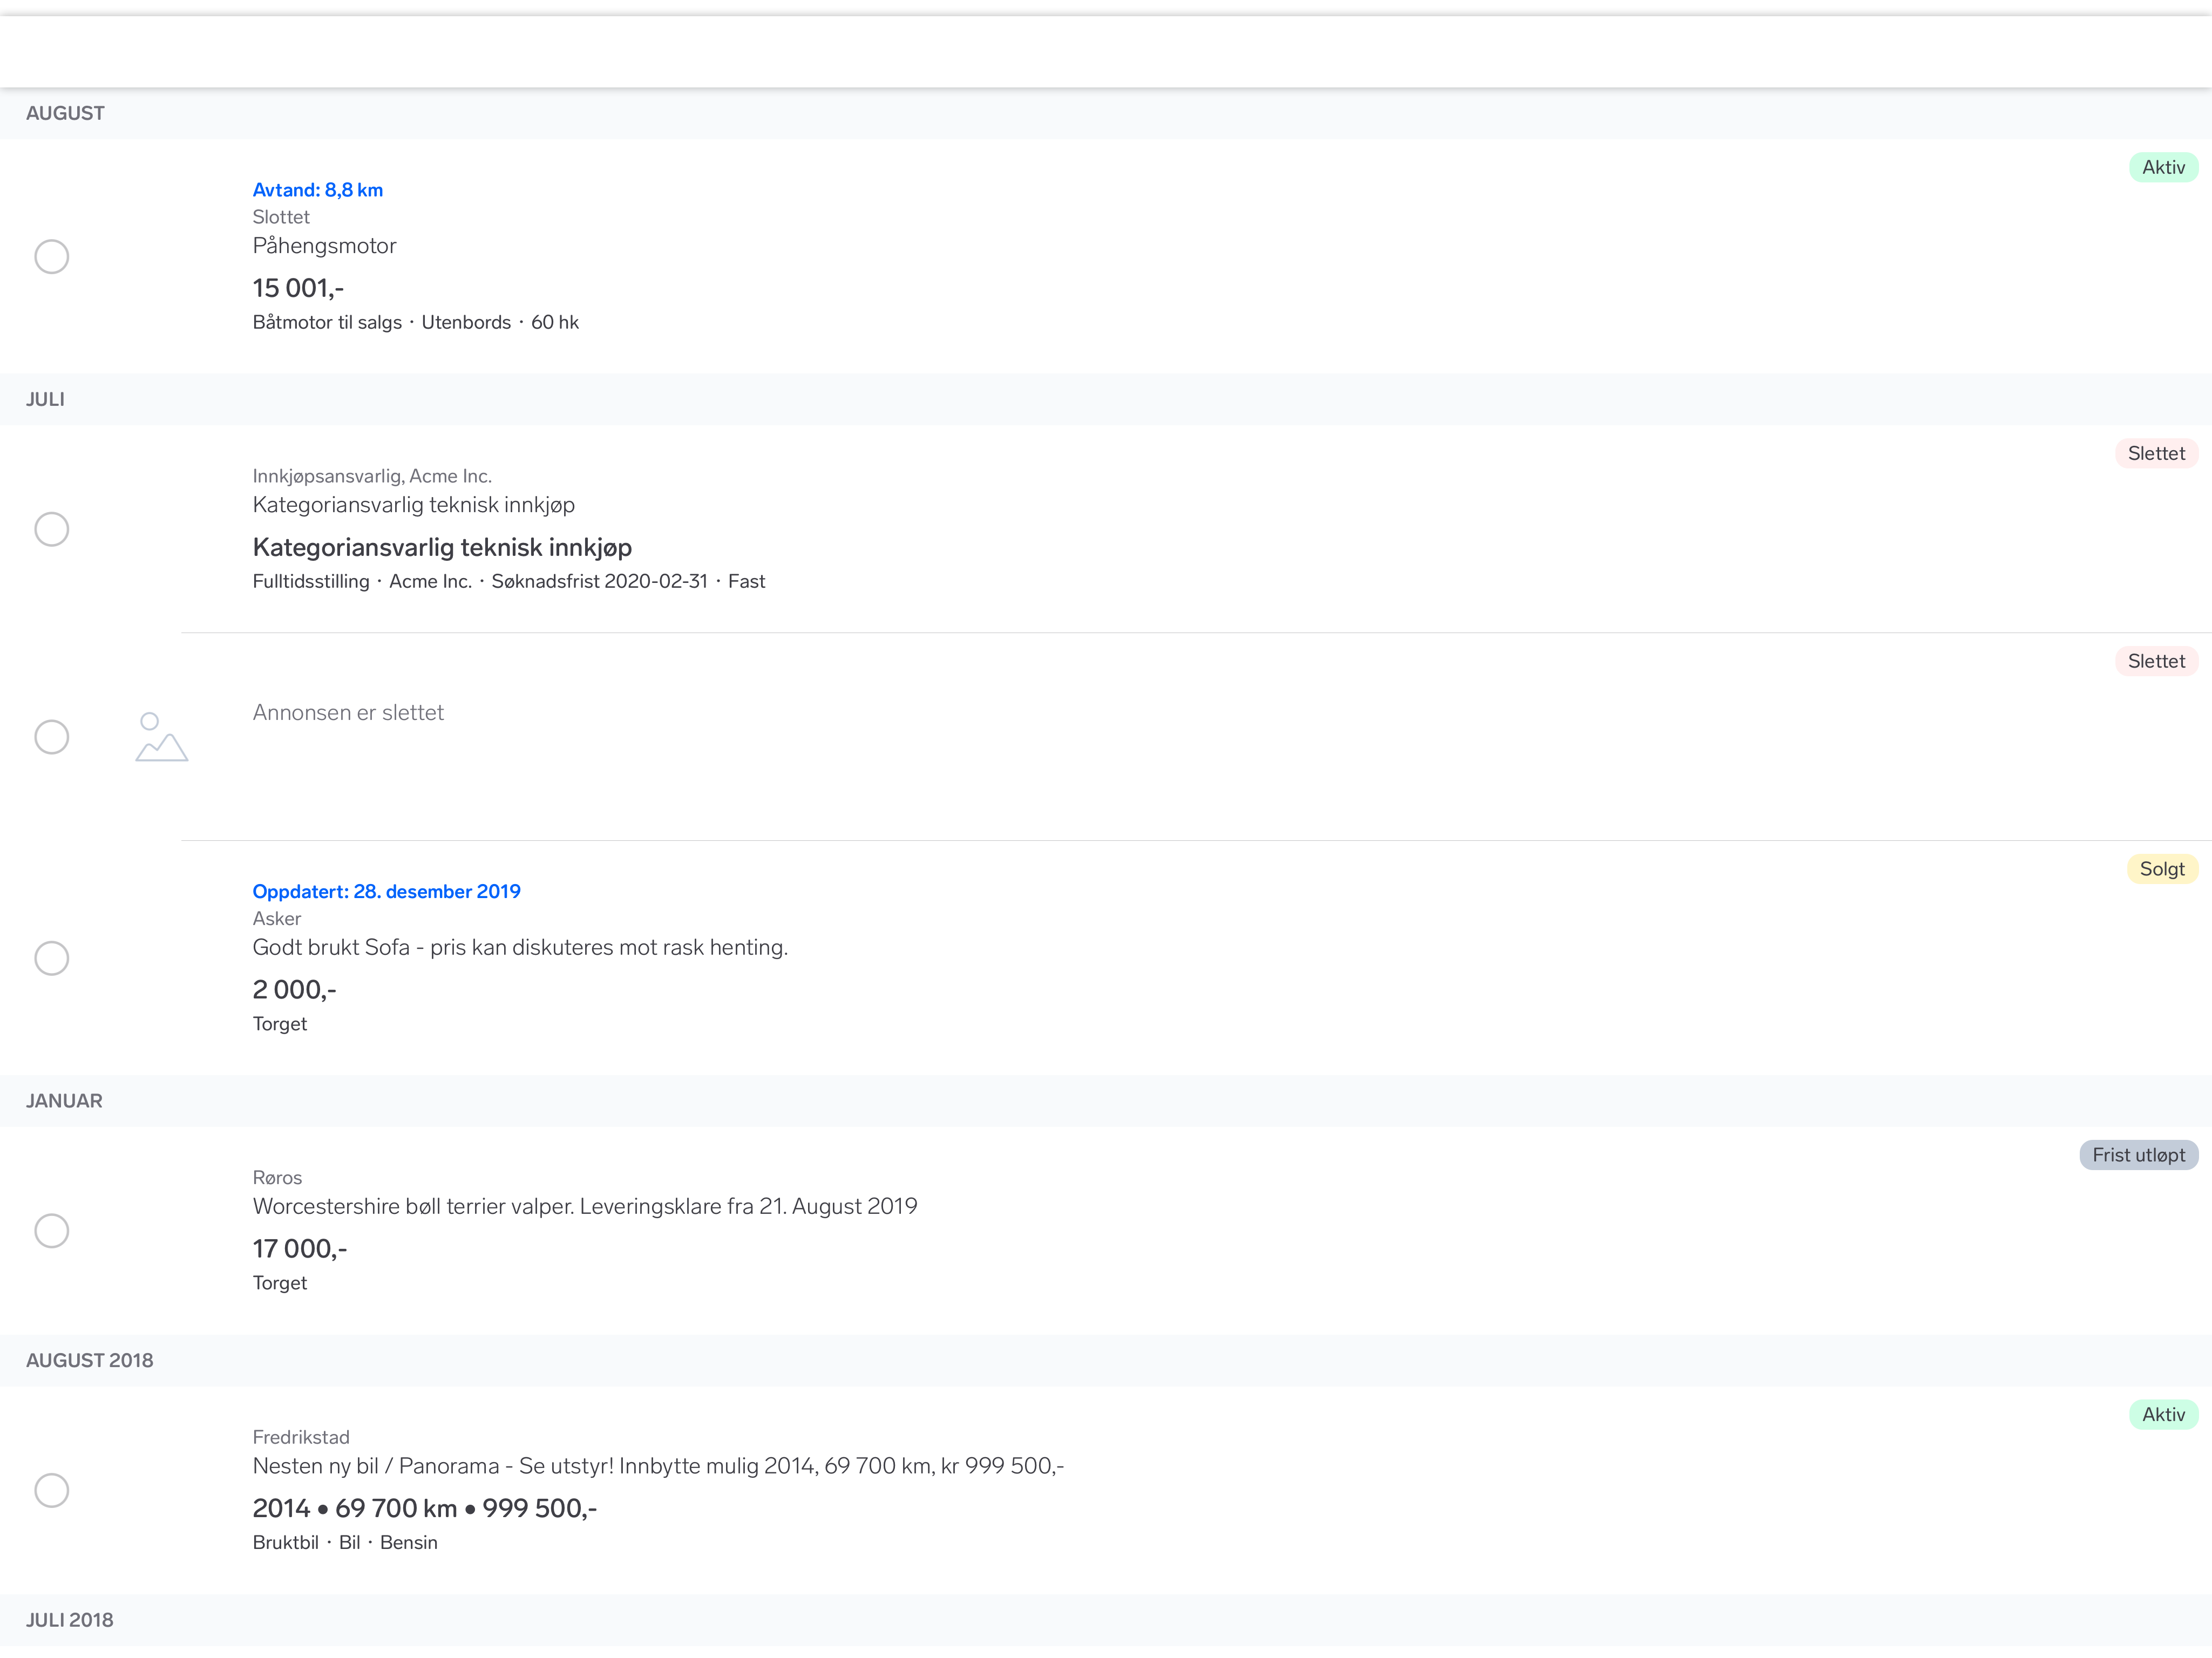 AUGUST
Aktiv
Avtand: 8,8 km
Slottet
Påhengsmotor
15 001,-
Båtmotor til salgs · Utenbords · 60 hk
JULI
Slettet
Innkjøpsansvarlig, Acme Inc.
Kategoriansvarlig teknisk innkjøp
Kategoriansvarlig teknisk innkjøp
Fulltidsstilling · Acme Inc. · Søknadsfrist 2020-02-31 · Fast
Slettet
Annonsen er slettet
Solgt
Oppdatert: 28. desember 2019
Asker
Godt brukt Sofa - pris kan diskuteres mot rask henting.
2 000,-
Torget
JANUAR
Frist utløpt
Røros
Worcestershire bøll terrier valper. Leveringsklare fra 21. August 2019
17 000,-
Torget
AUGUST 2018
Aktiv
Fredrikstad
Nesten ny bil / Panorama - Se utstyr! Innbytte mulig 2014, 69 700 km, kr 999 500,-
2014 • 69 700 km • 999 500,-
Bruktbil · Bil · Bensin
JULI 2018